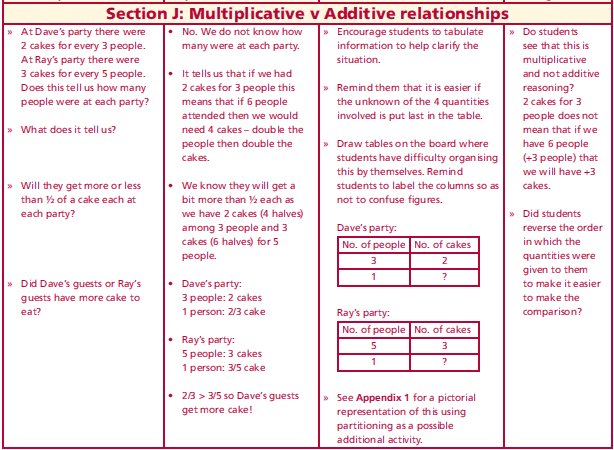 Section J: Multiplicative v Additive relationships
» At Dave's party there were
2 cakes for every 3 people.
At Ray's party there were
3 cakes for every 5 people.
Does this tell us how many
people were at each party?
» What does it tell us?
» Will they get more or less
than ½ of a cake each at
each party?
» Did Dave's guests or Ray's
guests have more cake to
eat?
• No. We do not know how
many were at each party.
• It tells us that if we had
2 cakes for 3 people this
means that if 6 people
attended then we would
need 4 cakes – double the
people then double the
cakes.
• We know they will get a
bit more than ½ each as
we have 2 cakes (4 halves)
among 3 people and 3
cakes (6 halves) for 5
people.
• Dave's party:
3 people: 2 cakes
1 person: 2/3 cake
• Ray's party:
5 people: 3 cakes
1 person: 3/5 cake
• 2/3 > 3/5 so Dave's guests
get more cake!
» Encourage students to tabulate
information to help clarify the
situation.
» Remind them that it is easier if
the unknown of the 4 quantities
involved is put last in the table.
» Draw tables on the board where
students have difficulty organising
this by themselves. Remind
students to label the columns so as
not to confuse figures.
Dave's party:
No. of people No. of cakes
3 2
1 ?
Ray's party:
No. of people No. of cakes
5 3
1 ?
» See Appendix 1 for a pictorial
representation of this using
partitioning as a possible
additional activity.
» Do students
see that this is
multiplicative
and not additive
reasoning?
2 cakes for 3
people does not
mean that if we
have 6 people
(+3 people) that
we will have +3
cakes.
» Did students
reverse the order
in which the
quantities were
given to them
to make it easier
to make the
comparison?